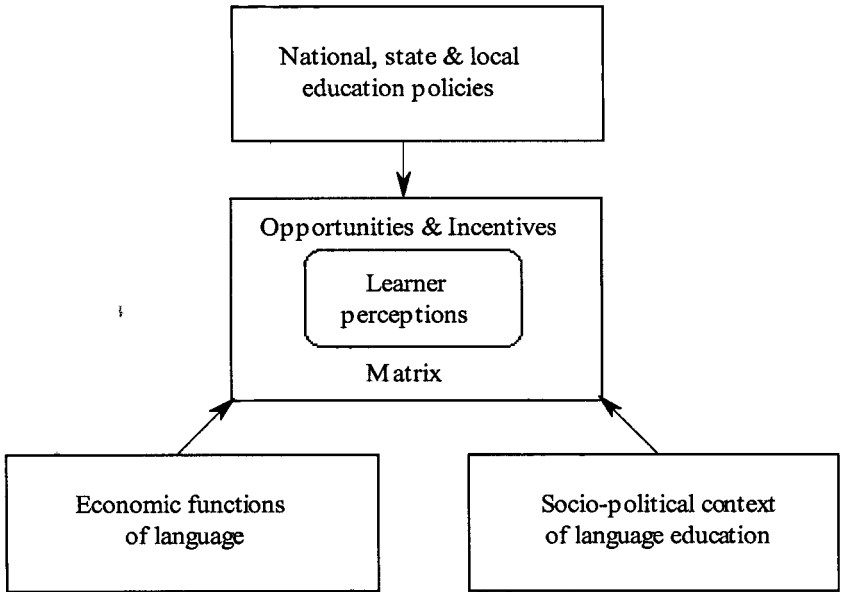 National, state & local
education policies
Opportunities & Incentives
Learner
perceptions
Matrix
Economic functions
of language
Socio-political context
of language education